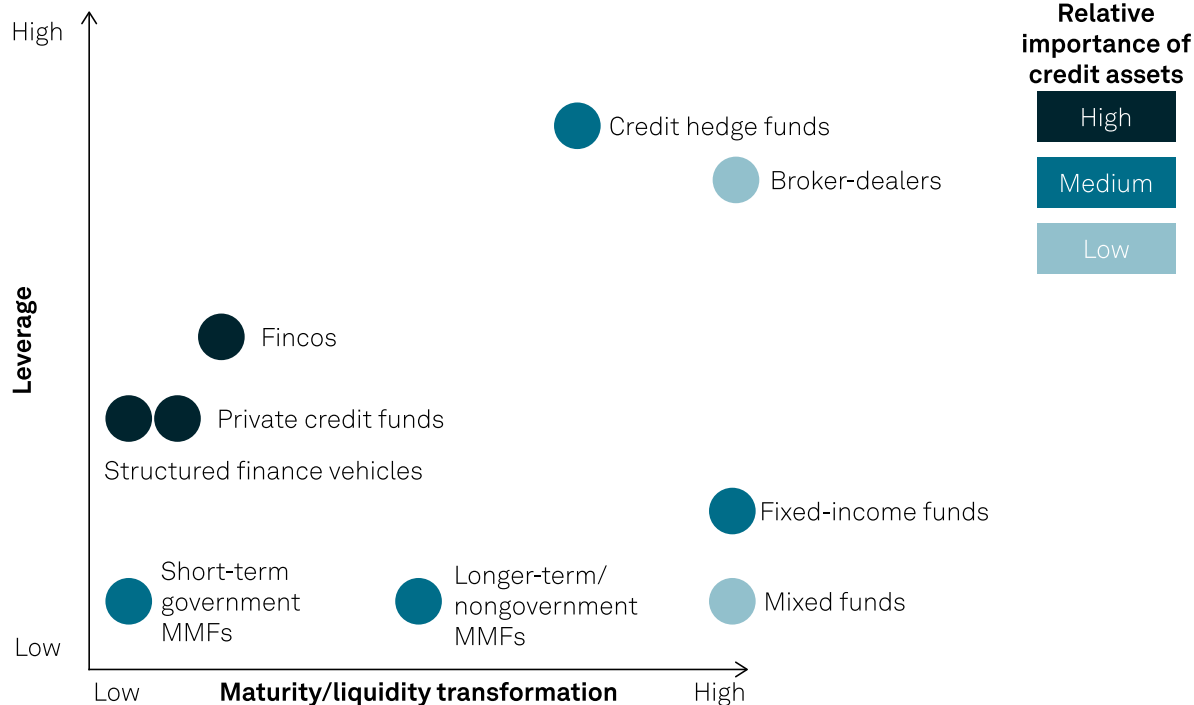 Relative
importance of
credit assets
High
Medium
Low
High
Leverage
Low
Credit hedge funds
Broker-dealers
Fincos
Private credit funds
Structured finance vehicles
Fixed-income funds
Short-term
government
MMFs
Longer-term/
nongovernment
MMFs
Mixed funds
Low
Maturity/liquidity transformation
High